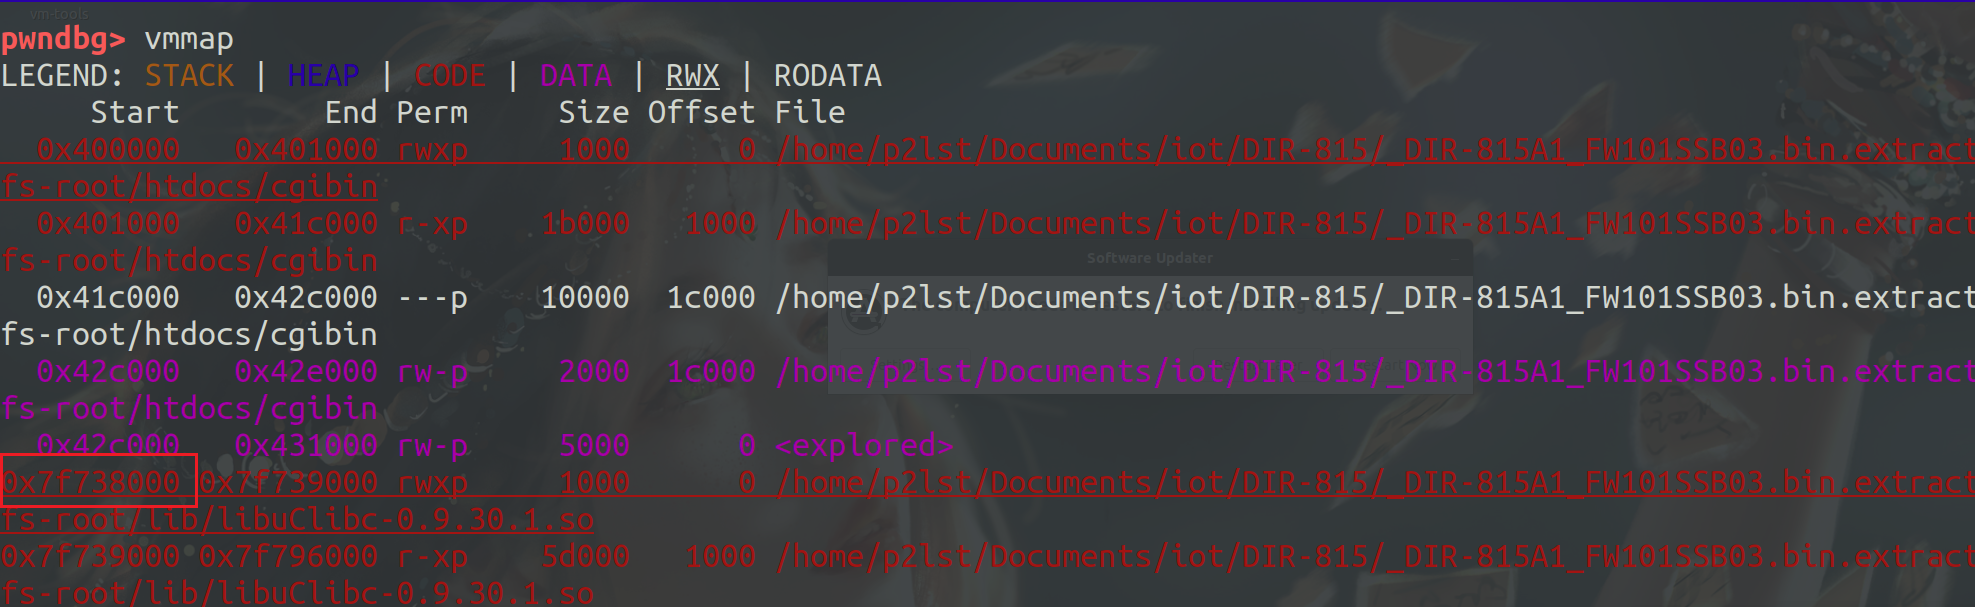 vm-tools
pwndbg> vmmap
LEGEND: STACK | HEAP | CODE | DATA | RWX | RODATA
Start End Perm Size Offset File
0x400000 0x401000 rwxp 1000 0 /home/p2lst/Documents/iot/DIR-815/_DIR-815A1_FW101SSB03.bin.extract
fs-root/htdocs/cgibin
0x401000 0x41c000 r-xp 1b000 1000 /home/p2lst/Documents/iot/DIR-815/_DIR-815A1_FW101SSB03.bin.extract
fs-root/htdocs/cgibin
Software Updater
0x41c000 0x42c000 ---p 10000 1c000 /home/p2lst/Documents/iot/DIR-815/_DIR-815A1_FW101SSB03.bin.extract
fs-root/htdocs/cgibin
0x42c000 0x42e000 rw-p 2000 1c000 /home/p2lst/Documents/iot/DIR-815/_DIR-815A1_FW101SSB03.bin.extract
fs-root/htdocs/cgibin
0x42c000 0x431000 rw-p 5000 0 <explored>
0x7f738000 0x7f739000 rwxp 1000 0 /home/p2lst/Documents/iot/DIR-815/_DIR-815A1_FW101SSB03.bin.extract
fs-root/lib/libuClibc-0.9.30.1.so
0x7f739000 0x7f796000 r-xp 5d000 1000 /home/p2lst/Documents/iot/DIR-815/_DIR-815A1_FW101SSB03.bin.extract
fs-root/lib/libuClibc-0.9.30.1.so